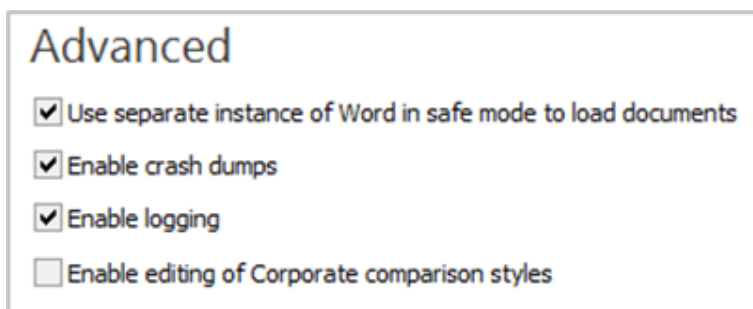 Advanced
Use separate instance of Word in safe mode to load documents
Enable crash dumps
Enable logging
Enable editing of Corporate comparison styles